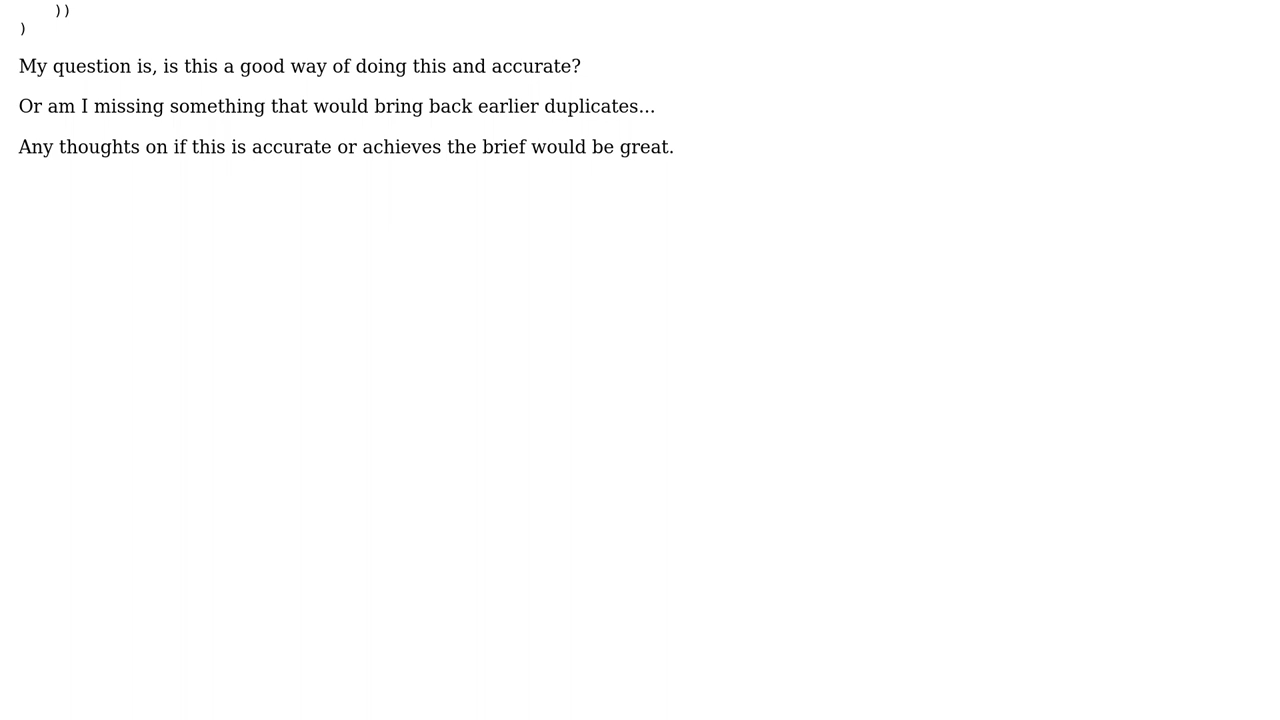 ))
)
My question is, is this a good way of doing this and accurate?
Or am I missing something that would bring back earlier duplicates...
Any thoughts on if this is accurate or achieves the brief would be great.